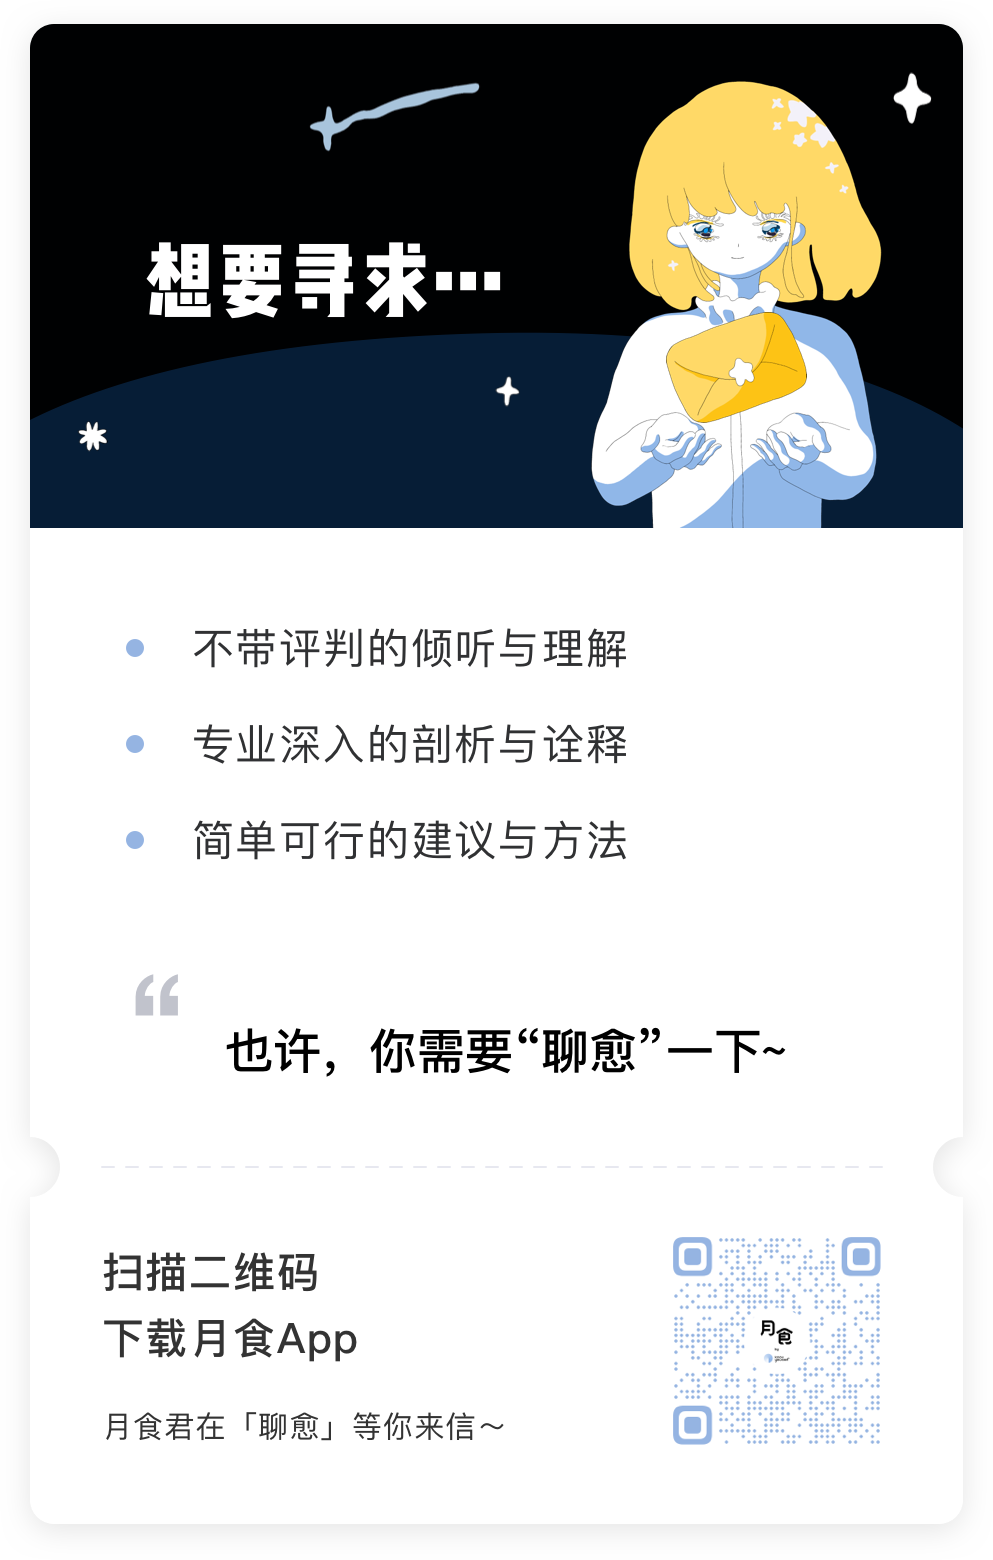 想要寻求…
不带评判的倾听与理解
专业深入的剖析与诠释
简单可行的建议与方法
“
也许，你需要“聊愈”一下~
扫描二维码
下载月食App
月食君在「聊愈」等你来信～
月食
by